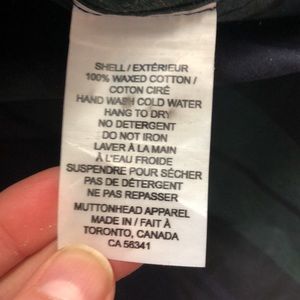 SHELL / EXTÉRIEUR
100% WAXED COTTON /
COTON CIRÉ
HAND WASH COLD WATER
HANG TO DRY
NO DETERGENT
DO NOT IRON
LAVER À LA MAIN
À L'EAU FROIDE
SUSPENDRE POUR SÉCHER
PAS DE DÉTERGENT
NE PAS REPASSER
MUTTONHEAD APPAREL
MADE IN / FAIT À
TORONTO, CANADA
CA 56341